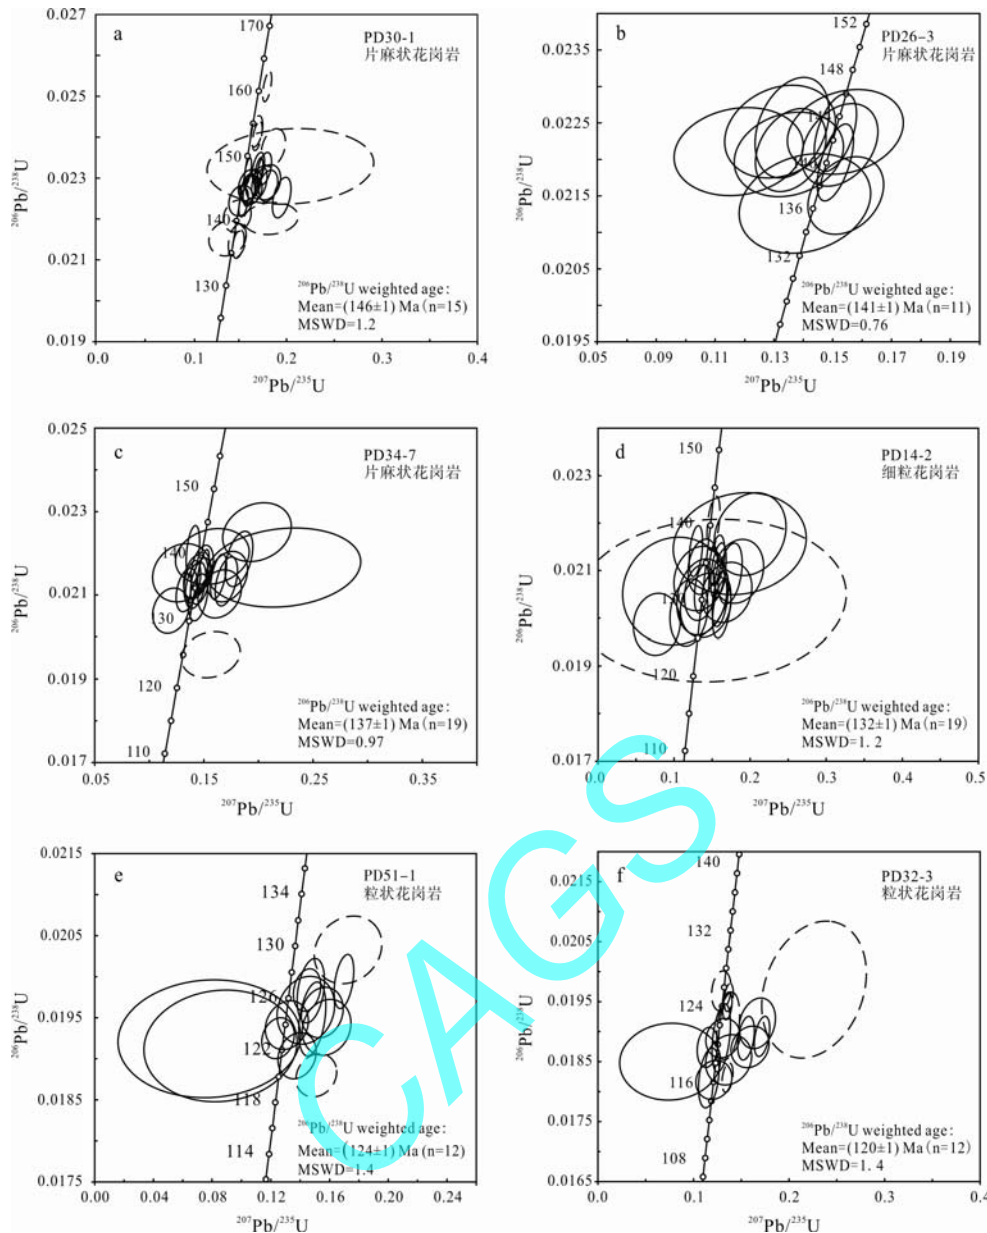 a
PD30-1
片麻状花岗岩
0.027
0.025
0.023
0.021
0.019
170
160
150
140
130
²⁰⁶Pb/²³⁸U
²⁰⁶Pb/²³⁸U weighted age:
Mean=(146±1) Ma (n=15)
MSWD=1.2
0.0 0.1 0.2 0.3 0.4
²⁰⁷Pb/²³⁵U
b
PD26-3
片麻状花岗岩
0.0235
0.0225
0.0215
0.0205
0.0195
152
148
136
132
²⁰⁶Pb/²³⁸U
²⁰⁶Pb/²³⁸U weighted age:
Mean=(141±1) Ma (n=11)
MSWD=0.76
0.05 0.07 0.09 0.11 0.13 0.15 0.17 0.19
²⁰⁷Pb/²³⁵U
c
PD34-7
片麻状花岗岩
0.025
0.023
0.021
0.019
0.017
150
140
130
120
110
²⁰⁶Pb/²³⁸U
²⁰⁶Pb/²³⁸U weighted age:
Mean=(137±1) Ma (n=19)
MSWD=0.97
0.05 0.15 0.25 0.35
²⁰⁷Pb/²³⁵U
d
PD14-2
细粒花岗岩
0.023
0.021
0.019
0.017
150
140
120
110
²⁰⁶Pb/²³⁸U
²⁰⁶Pb/²³⁸U weighted age:
Mean=(132±1) Ma (n=19)
MSWD=1.2
0.0 0.1 0.2 0.3 0.4 0.5
²⁰⁷Pb/²³⁵U
e
PD51-1
粒状花岗岩
0.0215
0.0205
0.0195
0.0185
0.0175
134
130
126
122
118
114
²⁰⁶Pb/²³⁸U
²⁰⁶Pb/²³⁸U weighted age:
Mean=(124±1) Ma (n=12)
MSWD=1.4
0.00 0.04 0.08 0.12 0.16 0.20 0.24
²⁰⁷Pb/²³⁵U
f
PD32-3
粒状花岗岩
0.0215
0.0205
0.0195
0.0185
0.0175
0.0165
140
132
124
116
108
²⁰⁶Pb/²³⁸U
²⁰⁶Pb/²³⁸U weighted age:
Mean=(120±1) Ma (n=12)
MSWD=1.4
0.0 0.1 0.2 0.3 0.4
²⁰⁷Pb/²³⁵U
CAGS